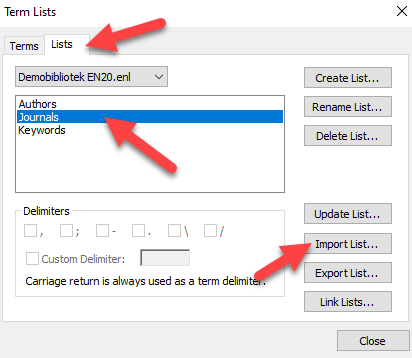 Term Lists
Terms
Lists
Demobibliotek EN20.enl
Create List...
Authors
Journals
Keywords
Rename List...
Delete List...
Delimiters
, ; - . \ /
Custom Delimiter:
Carriage return is always used as a term delimiter.
Update List...
Import List...
Export List...
Link Lists...
Close